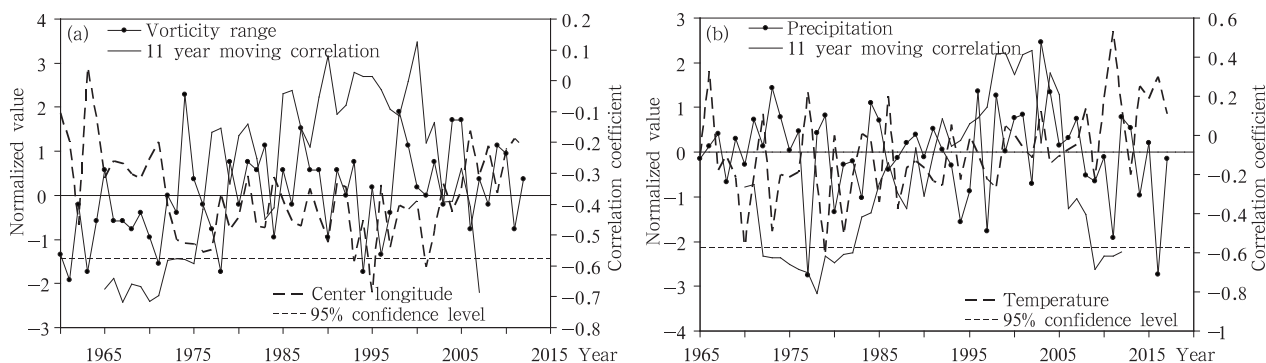 (a)
Vorticity range
11 year moving correlation
Center longitude
95% confidence level
Normalized value
4
3
2
1
0
−1
−2
−3
0.2
0.1
0
−0.1
−0.2
−0.3
−0.4
−0.5
−0.6
−0.7
−0.8
Correlation coefficient
1965 1975 1985 1995 2005 2015 Year
(b)
Precipitation
11 year moving correlation
Temperature
95% confidence level
Normalized value
3
2
1
0
−1
−2
−3
−4
0.6
0.4
0.2
0
−0.2
−0.4
−0.6
−0.8
−1
Correlation coefficient
1965 1975 1985 1995 2005 2015 Year